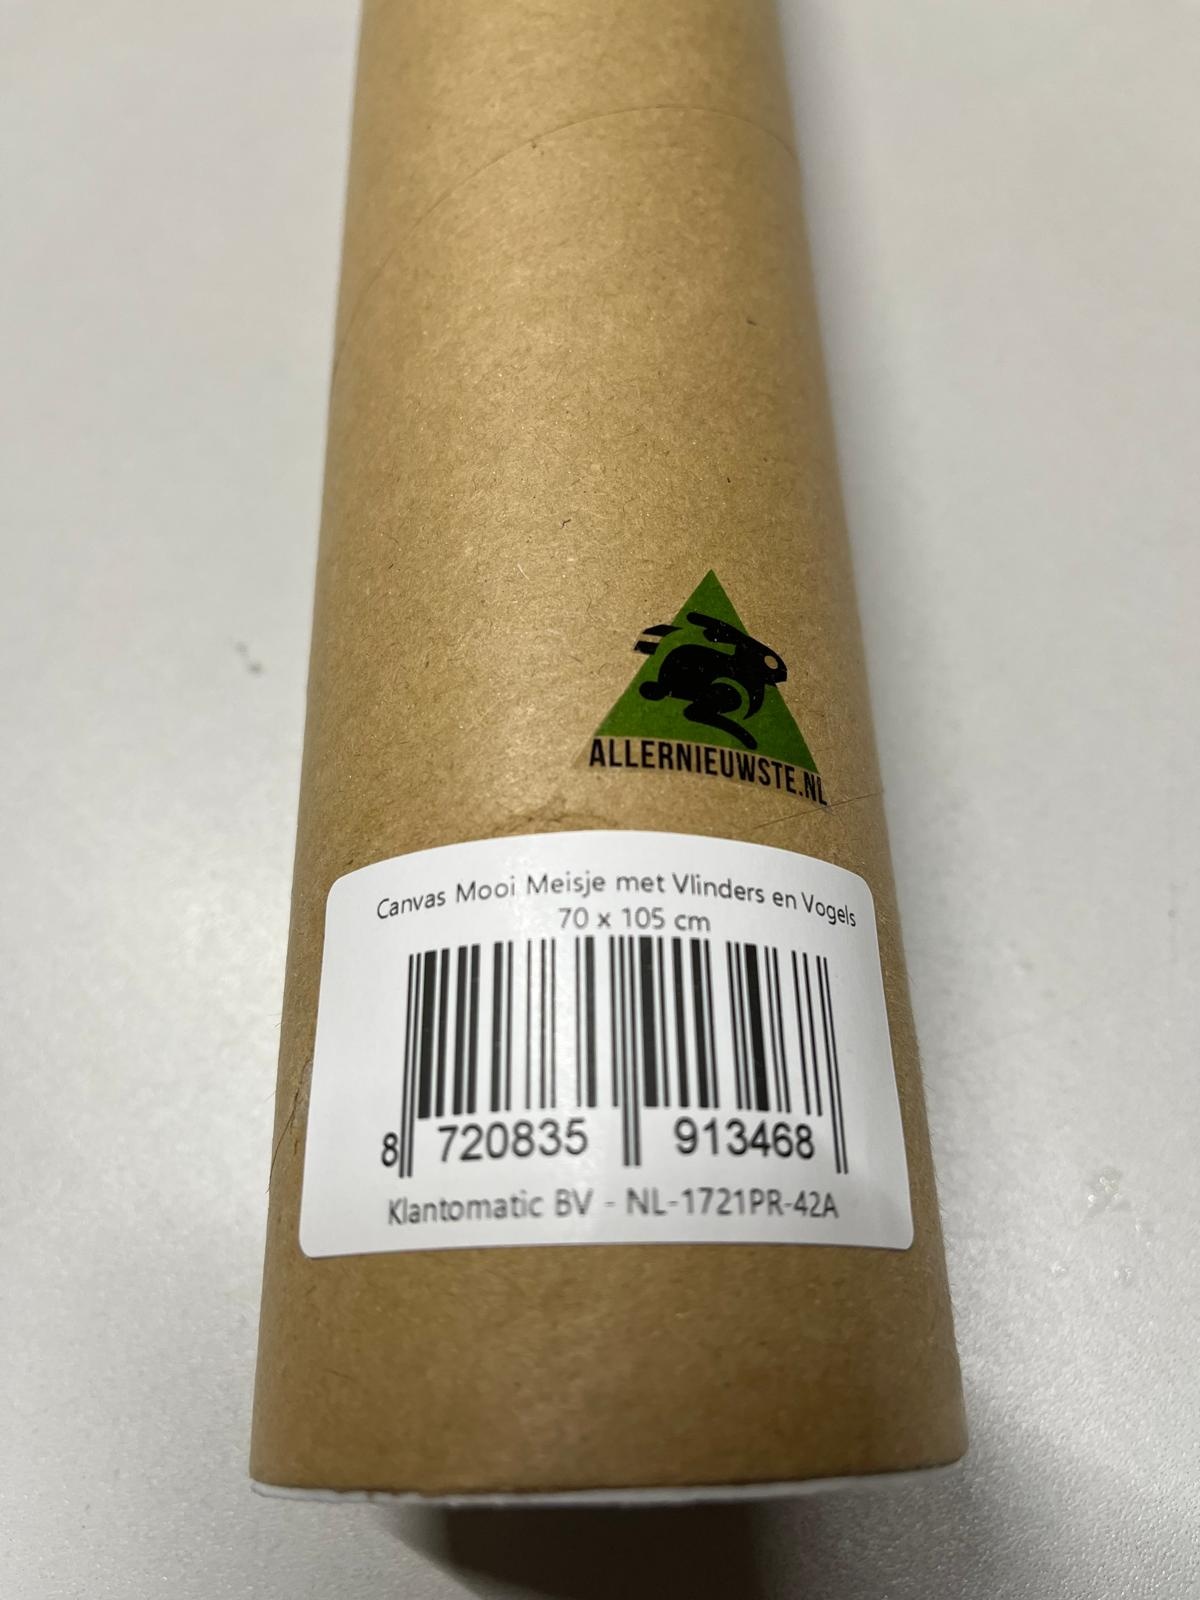 ALLERNIEUWSTE.NL
Canvas Mooi Meisje met Vlinders en Vogels
70 x 105 cm
8 720835 913468
Klantomatic BV - NL-1721PR-42A